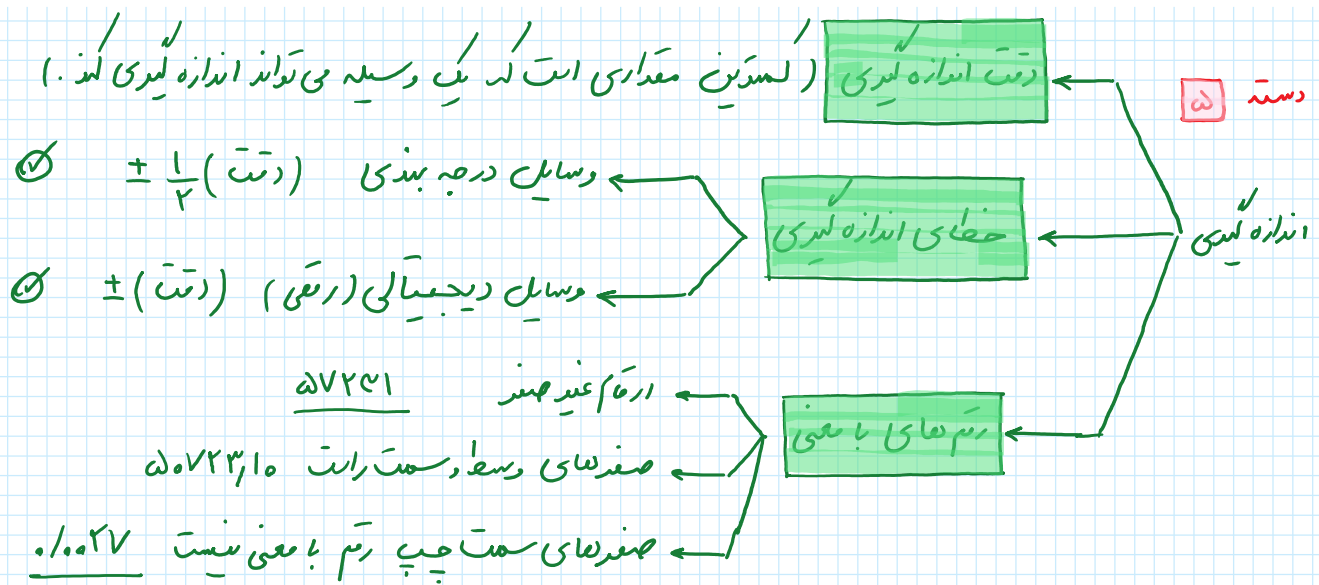 دسته ۵
اندازه گیری
دقت اندازه گیری (کمترین مقداری است که یک وسیله می تواند اندازه گیری کند.)
خطای اندازه گیری
وسایل درجه بندی (دقت) ۱/۲ ±
وسایل دیجیتالی (رقمی) (دقت) ±
رقم های با معنی
ارقام غیر صفر ۵۷۲۳۱
صفرهای وسط و سمت راست ۵۰۷۲۳٫۱۰
صفرهای سمت چپ رقم با معنی نیست ۰/۰۰۲۷